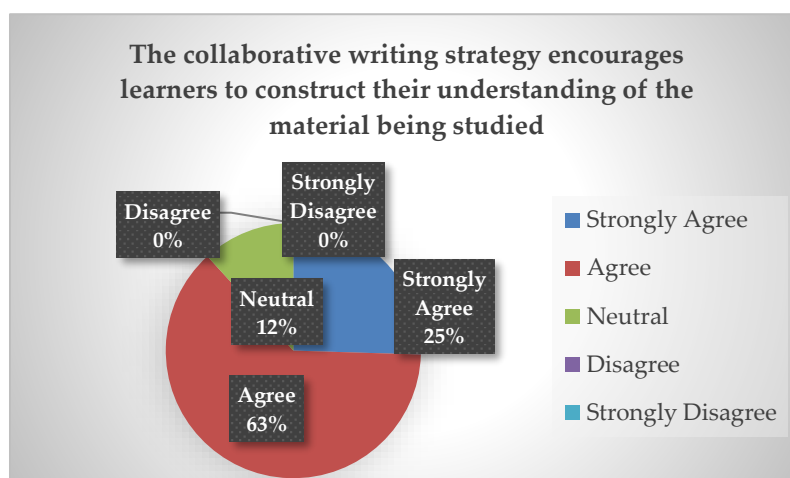 The collaborative writing strategy encourages
learners to construct their understanding of the
material being studied
Strongly
Disagree
0%
Disagree
0%
Strongly
Agree
25%
Neutral
12%
Agree
63%
Strongly Agree
Agree
Neutral
Disagree
Strongly Disagree